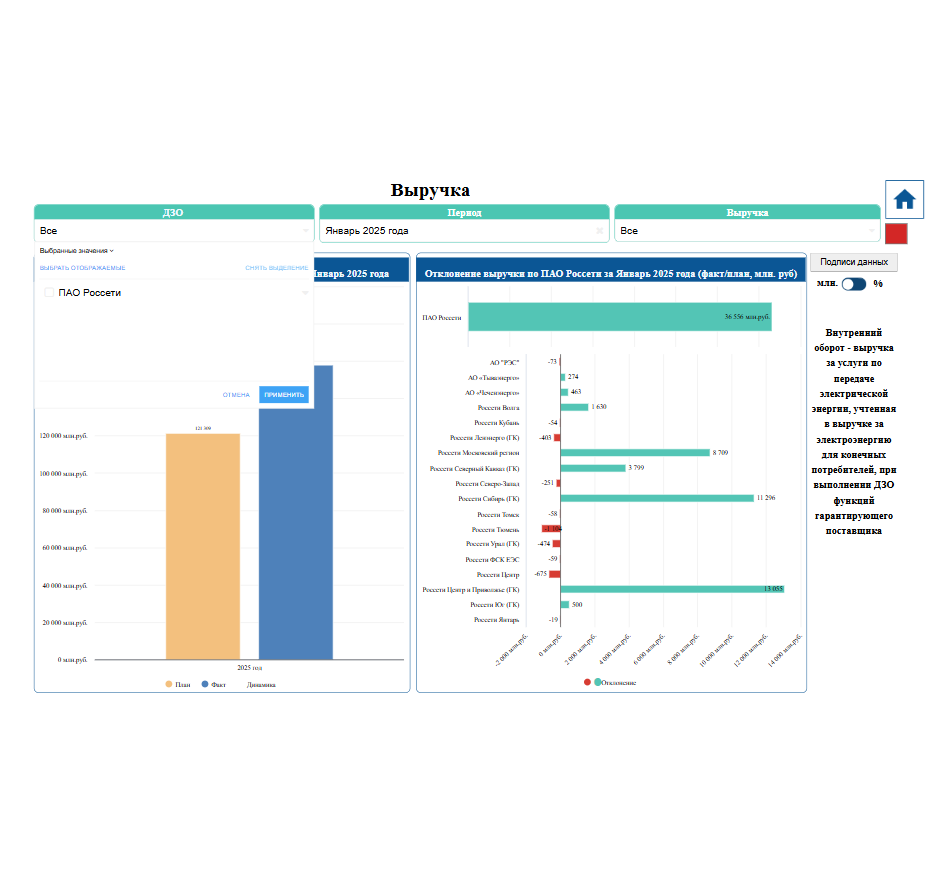 Выручка
ДЗО
Все
Период
Январь 2025 года
Выручка
Все
Выбранные значения
ВЫБРАТЬ ОТОБРАЖАЕМЫЕ
СНЯТЬ ВЫДЕЛЕНИЕ
ПАО Россети
ОТМЕНА
ПРИМЕНИТЬ
Январь 2025 года
120 000 млн.руб.
100 000 млн.руб.
80 000 млн.руб.
60 000 млн.руб.
40 000 млн.руб.
20 000 млн.руб.
0 млн.руб.
2025 год
План
Факт
Динамика
Отклонение выручки по ПАО Россети за Январь 2025 года (факт/план, млн. руб)
ПАО Россети
36 556 млн.руб.
АО "РЭС" -73
АО «Тываэнерго» 274
АО «Чеченэнерго» 463
Россети Волга 1 630
Россети Кубань -54
Россети Ленэнерго (ГК) -403
Россети Московский регион 8 709
Россети Северный Кавказ (ГК) 3 799
Россети Северо-Запад -251
Россети Сибирь (ГК) 11 296
Россети Томск -58
Россети Тюмень
Россети Урал (ГК) -474
Россети ФСК ЕЭС -59
Россети Центр -675
Россети Центр и Приволжье (ГК) 13 055
Россети Юг (ГК) 500
Россети Янтарь -19
-2 000 млн.руб.
0 млн.руб.
2 000 млн.руб.
4 000 млн.руб.
6 000 млн.руб.
8 000 млн.руб.
10 000 млн.руб.
12 000 млн.руб.
14 000 млн.руб.
Отклонение
Подписи данных
млн.
%
Внутренний
оборот - выручка
за услуги по
передаче
электрической
энергии, учтенная
в выручке за
электроэнергию
для конечных
потребителей, при
выполнении ДЗО
функций
гарантирующего
поставщика